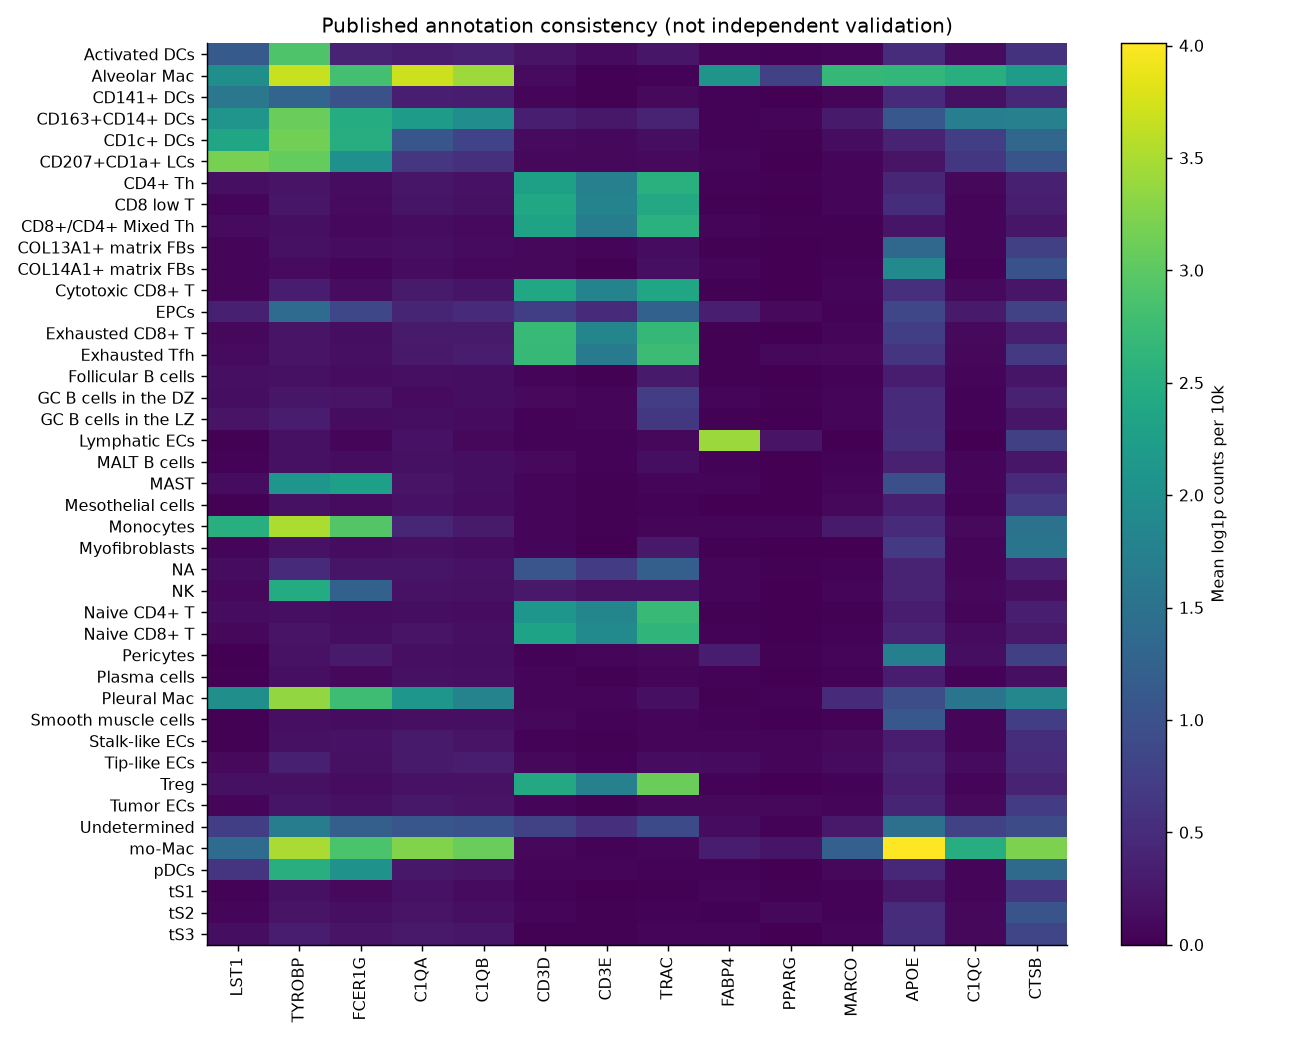 Published annotation consistency (not independent validation)
Activated DCs
Alveolar Mac
CD141+ DCs
CD163+CD14+ DCs
CD1c+ DCs
CD207+CD1a+ LCs
CD4+ Th
CD8 low T
CD8+/CD4+ Mixed Th
COL13A1+ matrix FBs
COL14A1+ matrix FBs
Cytotoxic CD8+ T
EPCs
Exhausted CD8+ T
Exhausted Tfh
Follicular B cells
GC B cells in the DZ
GC B cells in the LZ
Lymphatic ECs
MALT B cells
MAST
Mesothelial cells
Monocytes
Myofibroblasts
NA
NK
Naive CD4+ T
Naive CD8+ T
Pericytes
Plasma cells
Pleural Mac
Smooth muscle cells
Stalk-like ECs
Tip-like ECs
Treg
Tumor ECs
Undetermined
mo-Mac
pDCs
tS1
tS2
tS3
LST1
TYROBP
FCER1G
C1QA
C1QB
CD3D
CD3E
TRAC
FABP4
PPARG
MARCO
APOE
C1QC
CTSB
4.0
3.5
3.0
2.5
2.0
1.5
1.0
0.5
0.0
Mean log1p counts per 10k